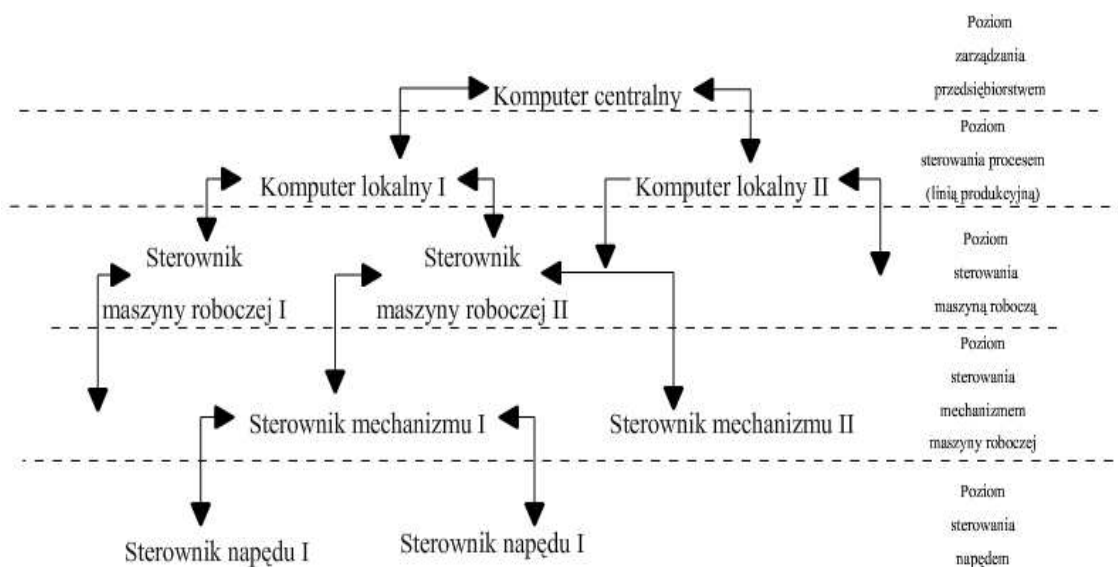 Poziom
zarządzania
przedsiębiorstwem
Komputer centralny
Poziom
sterowania procesem
(linią produkcyjną)
Komputer lokalny I
Komputer lokalny II
Poziom
sterowania
maszyną roboczą
Sterownik
maszyny roboczej I
Sterownik
maszyny roboczej II
Poziom
sterowania
mechanizmem
maszyny roboczej
Sterownik mechanizmu I
Sterownik mechanizmu II
Poziom
sterowania
napędem
Sterownik napędu I
Sterownik napędu I